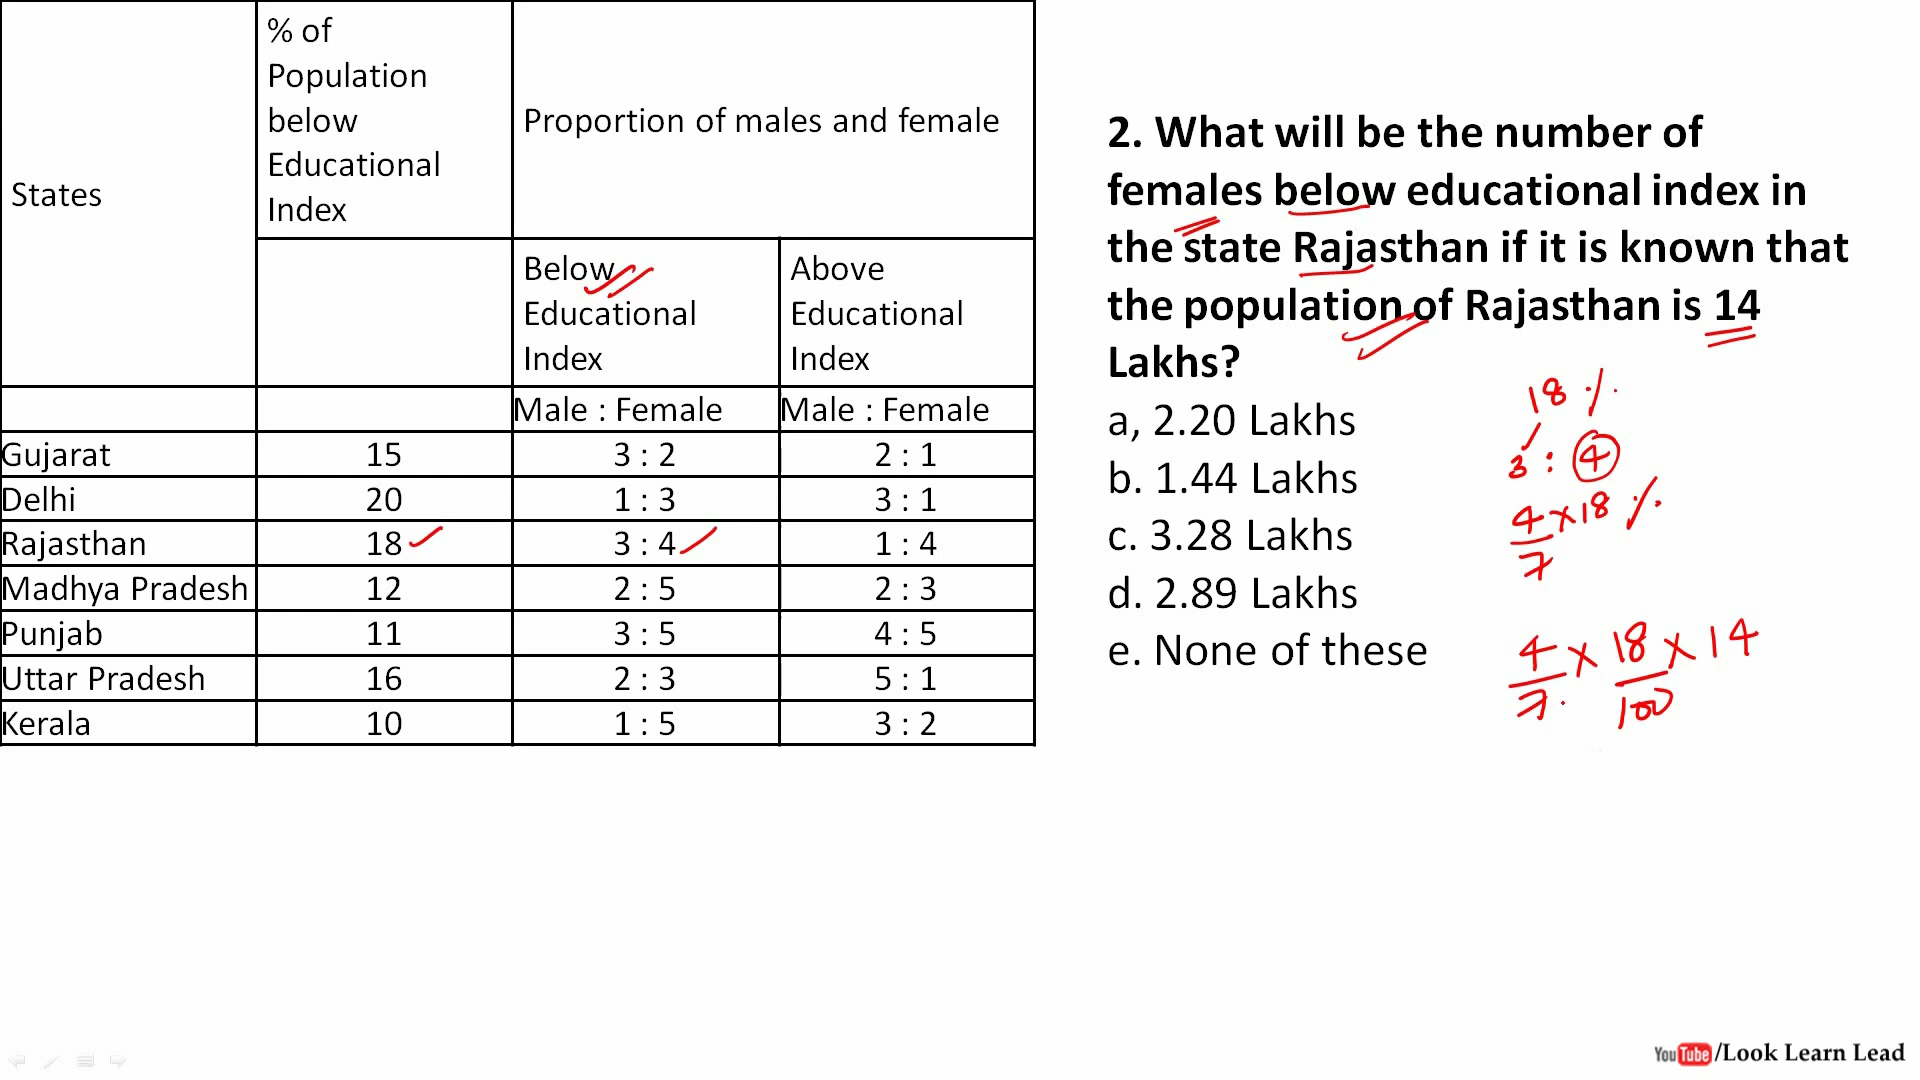 States
% of
Population
below
Educational
Index
Proportion of males and female
Below
Educational
Index
Above
Educational
Index
Male : Female Male : Female
Gujarat 15 3 : 2 2 : 1
Delhi 20 1 : 3 3 : 1
Rajasthan 18 3 : 4 1 : 4
Madhya Pradesh 12 2 : 5 2 : 3
Punjab 11 3 : 5 4 : 5
Uttar Pradesh 16 2 : 3 5 : 1
Kerala 10 1 : 5 3 : 2
2. What will be the number of
females below educational index in
the state Rajasthan if it is known that
the population of Rajasthan is 14
Lakhs?
a, 2.20 Lakhs
b. 1.44 Lakhs
c. 3.28 Lakhs
d. 2.89 Lakhs
e. None of these
18 %
3 : 4
4/7 x 18 %
4/7 x 18/100 x 14
YouTube/Look Learn Lead